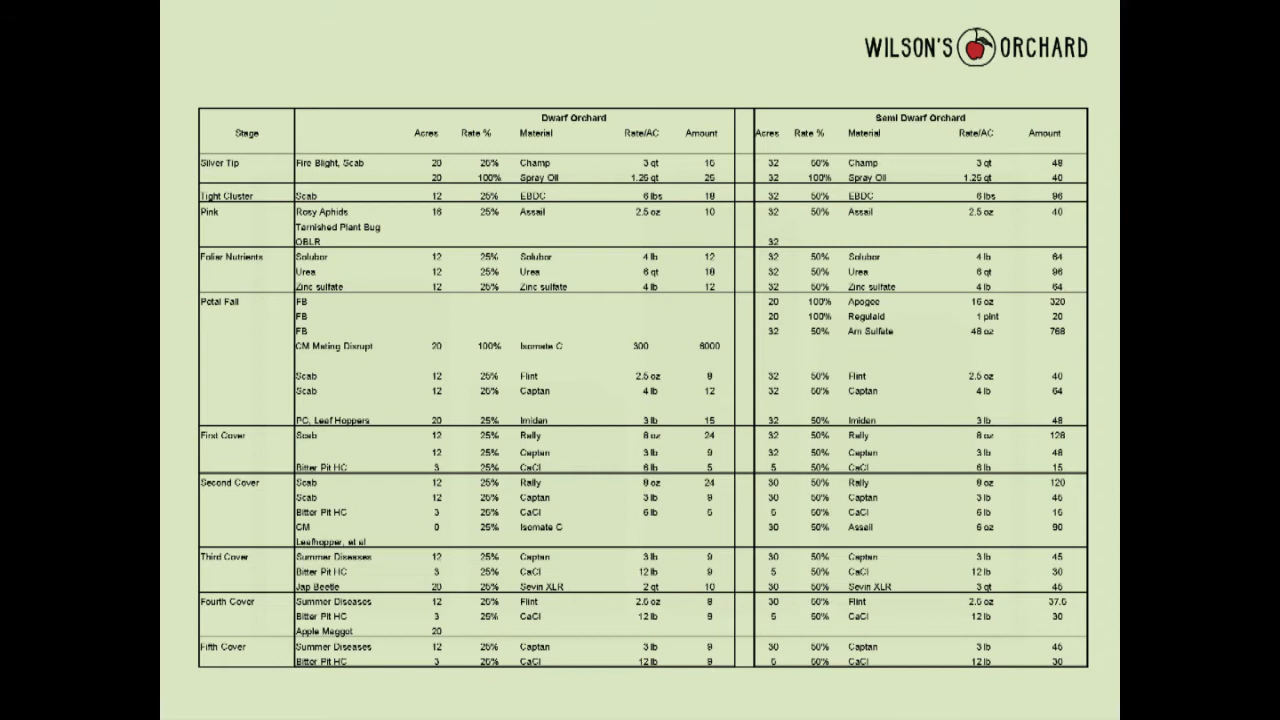 WILSON'S ORCHARD
Dwarf Orchard Semi Dwarf Orchard
Stage Acres Rate % Material Rate/AC Amount Acres Rate % Material Rate/AC Amount
Silver Tip Fire Blight, Scab 20 25% Champ 3 qt 15 32 50% Champ 3 qt 48
20 100% Spray Oil 1.25 qt 25 32 100% Spray Oil 1.25 qt 40
Tight Cluster Scab 12 25% EBDC 6 lbs 18 32 50% EBDC 6 lbs 96
Pink Rosy Aphids 16 25% Assail 2.5 oz 10 32 50% Assail 2.5 oz 40
Tarnished Plant Bug
OBLR 32
Foliar Nutrients Solubor 12 25% Solubor 4 lb 12 32 50% Solubor 4 lb 64
Urea 12 25% Urea 6 qt 18 32 50% Urea 6 qt 96
Zinc sulfate 12 25% Zinc sulfate 4 lb 12 32 50% Zinc sulfate 4 lb 64
Petal Fall FB 20 100% Apogee 16 oz 320
FB 20 100% Regulaid 1 pint 20
FB 32 50% Am Sulfate 48 oz 768
CM Mating Disrupt 20 100% Isomate C 300 6000
Scab 12 25% Flint 2.5 oz 8 32 50% Flint 2.5 oz 40
Scab 12 25% Captan 4 lb 12 32 50% Captan 4 lb 64
PC, Leaf Hoppers 20 25% Imidan 3 lb 15 32 50% Imidan 3 lb 48
First Cover Scab 12 25% Rally 8 oz 24 32 50% Rally 8 oz 128
12 25% Captan 3 lb 9 32 50% Captan 3 lb 48
Bitter Pit HC 3 25% CaCl 6 lb 5 5 50% CaCl 6 lb 15
Second Cover Scab 12 25% Rally 8 oz 24 30 50% Rally 8 oz 120
Scab 12 25% Captan 3 lb 9 30 50% Captan 3 lb 45
Bitter Pit HC 3 25% CaCl 6 lb 5 5 50% CaCl 6 lb 15
CM 0 25% Isomate C 30 50% Assail 6 oz 90
Leafhopper, et al
Third Cover Summer Diseases 12 25% Captan 3 lb 9 30 50% Captan 3 lb 45
Bitter Pit HC 3 25% CaCl 12 lb 9 5 50% CaCl 12 lb 30
Jap Beetle 20 25% Sevin XLR 2 qt 10 30 50% Sevin XLR 3 qt 45
Fourth Cover Summer Diseases 12 25% Flint 2.5 oz 8 30 50% Flint 2.5 oz 37.5
Bitter Pit HC 3 25% CaCl 12 lb 9 5 50% CaCl 12 lb 30
Apple Maggot 20
Fifth Cover Summer Diseases 12 25% Captan 3 lb 9 30 50% Captan 3 lb 45
Bitter Pit HC 3 25% CaCl 12 lb 9 5 50% CaCl 12 lb 30